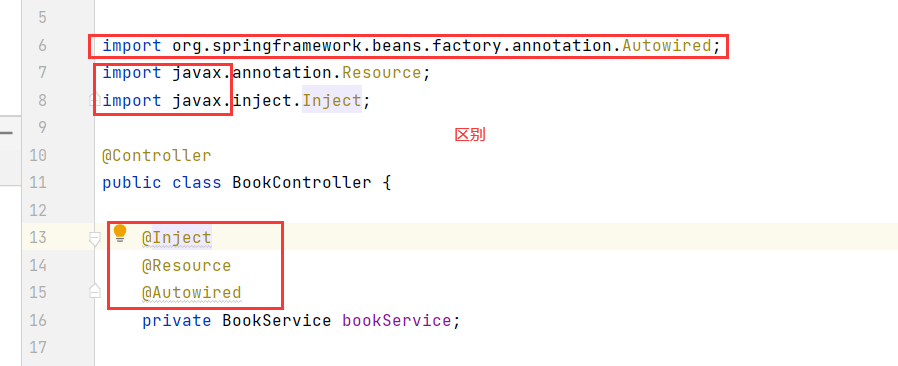 5
6 import org.springframework.beans.factory.annotation.Autowired;
7 import javax.annotation.Resource;
8 import javax.inject.Inject;
9 区别
10 @Controller
11 public class BookController {
12
13 @Inject
14 @Resource
15 @Autowired
16 private BookService bookService;
17